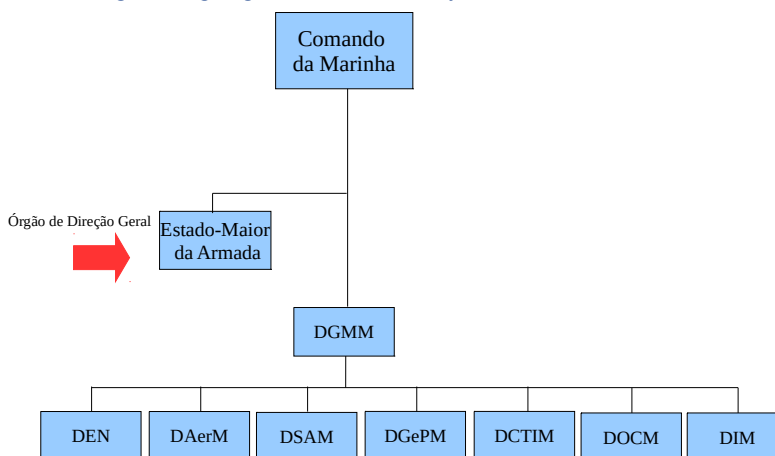 Comando
da Marinha
Órgão de Direção Geral
Estado-Maior
da Armada
DGMM
DEN
DAerM
DSAM
DGePM
DCTIM
DOCM
DIM